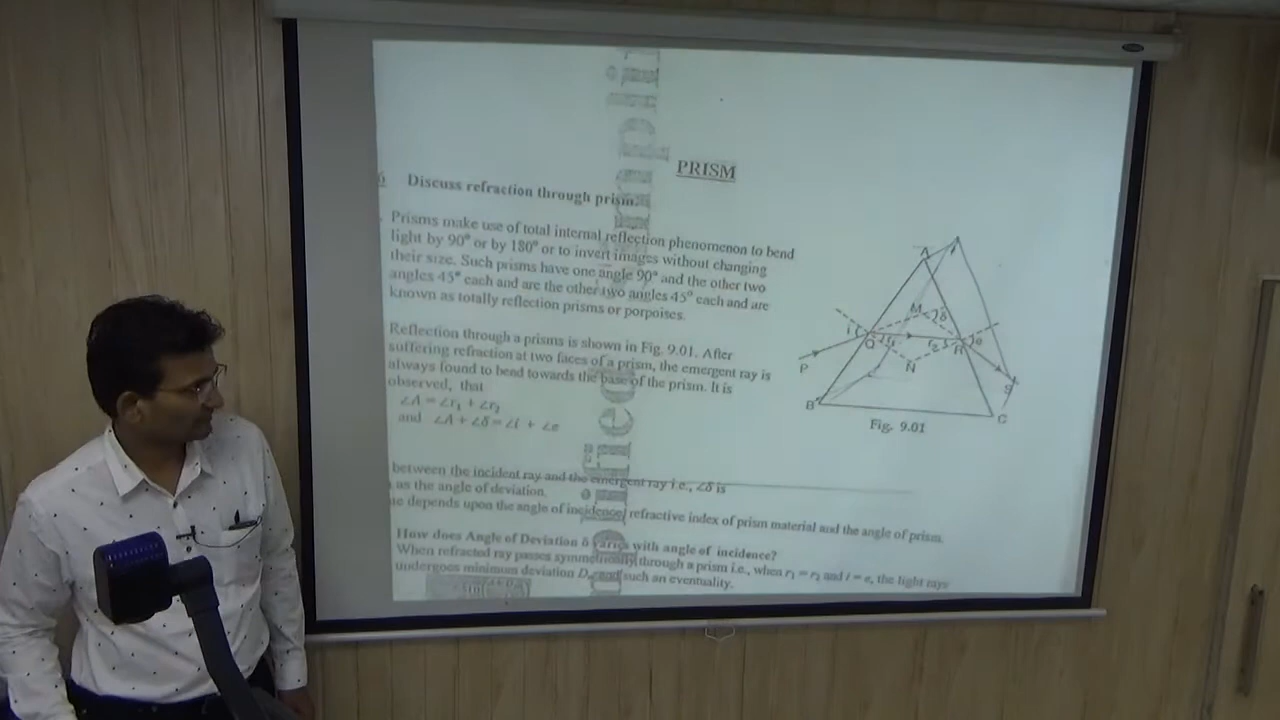 PRISM
Discuss refraction through prism.
Prisms make use of total internal reflection phenomenon to bend
light by 90° or by 180° or to invert images without changing
their size. Such prisms have one angle 90° and the other two
angles 45° each and are the other two angles 45° each and are
known as totally reflection prisms or porpoises.
Reflection through a prisms is shown in Fig. 9.01. After
suffering refraction at two faces of a prism, the emergent ray is
always found to bend towards the base of the prism. It is
observed, that
∠A = ∠r₁ + ∠r₂
and ∠A + ∠δ = ∠i + ∠e
A
M
δ
i
Q
r₁
r₂
R
e
P
N
S
B
C
Fig. 9.01
between the incident ray and the emergent ray i.e., ∠δ is
as the angle of deviation.
depends upon the angle of incidence, refractive index of prism material and the angle of prism.
How does Angle of Deviation δ varies with angle of incidence?
When refracted ray passes symmetrically through a prism i.e., when r₁ = r₂ and i = e, the light rays
undergoes minimum deviation D and such an eventuality.
sin